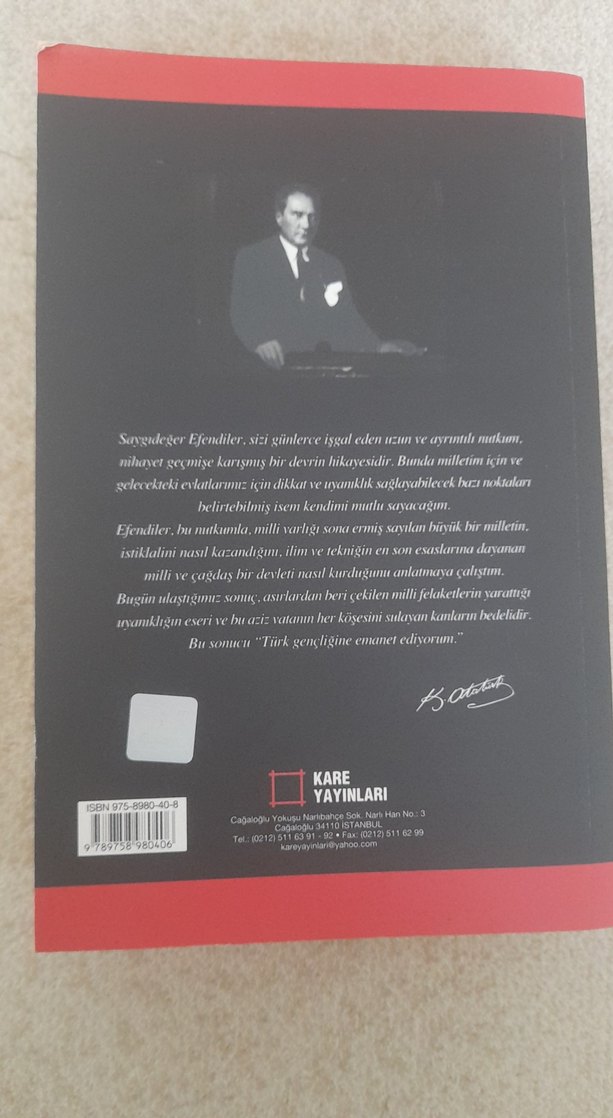 Saygıdeğer Efendiler, sizi günlerce işgal eden uzun ve ayrıntılı nutkum,
nihayet geçmişe karışmış bir devrin hikayesidir. Bunda milletim için ve
gelecekteki evlatlarımız için dikkat ve uyanıklık sağlayabilecek bazı noktaları
belirtebilmiş isem kendimi mutlu sayacağım.
Efendiler, bu nutkumla, milli varlığı sona ermiş sayılan büyük bir milletin,
istiklalini nasıl kazandığını, ilim ve tekniğin en son esaslarına dayanan
milli ve çağdaş bir devleti nasıl kurduğunu anlatmaya çalıştım.
Bugün ulaştığımız sonuç, asırlardan beri çekilen milli felaketlerin yarattığı
uyanıklığın eseri ve bu aziz vatanın her köşesini sulayan kanların bedelidir.
Bu sonucu “Türk gençliğine emanet ediyorum.”
K. Atatürk
KARE
YAYINLARI
Cağaloğlu Yokuşu Narlıbahçe Sok. Narlı Han No.: 3
Cağaloğlu 34110 İSTANBUL
Tel.: (0212) 511 63 91 - 92 • Fax: (0212) 511 62 99
kareyayinlari@yahoo.com
ISBN 975-8980-40-8
9 789758 980406